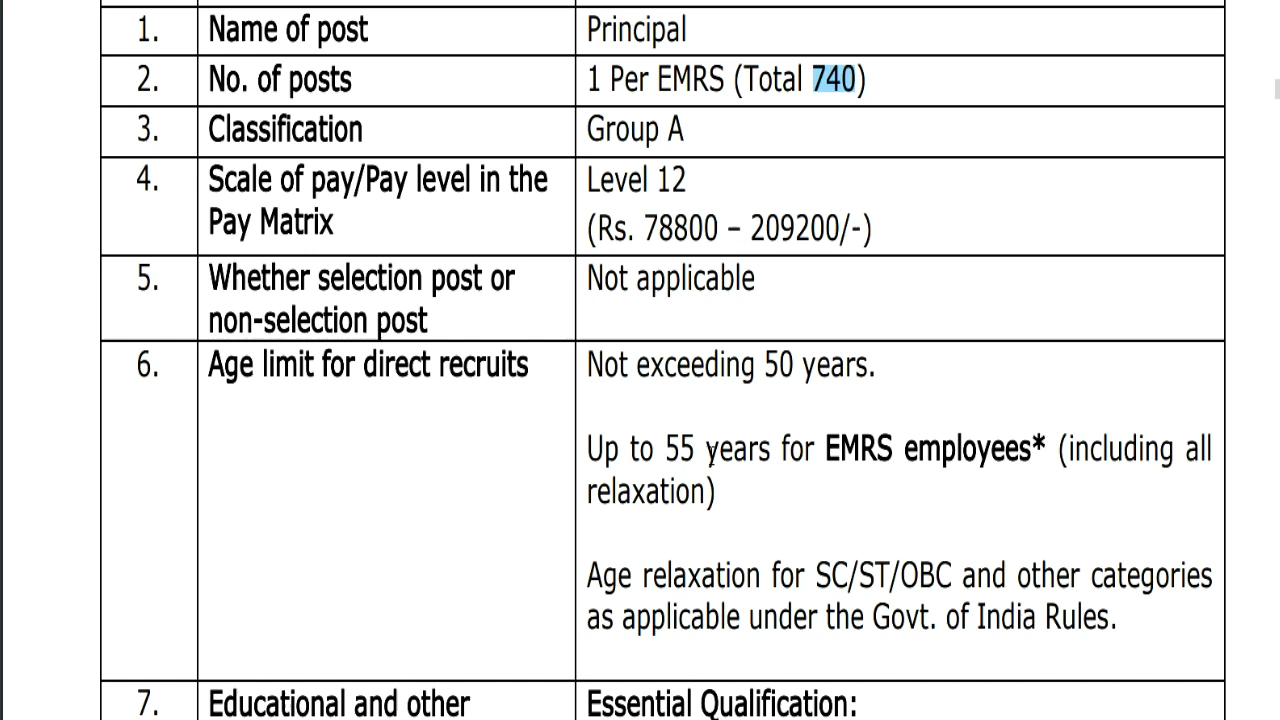 1. Name of post Principal
2. No. of posts 1 Per EMRS (Total 740)
3. Classification Group A
4. Scale of pay/Pay level in the Level 12
Pay Matrix (Rs. 78800 – 209200/-)
5. Whether selection post or Not applicable
non-selection post
6. Age limit for direct recruits Not exceeding 50 years.
Up to 55 years for EMRS employees* (including all
relaxation)
Age relaxation for SC/ST/OBC and other categories
as applicable under the Govt. of India Rules.
7. Educational and other Essential Qualification: